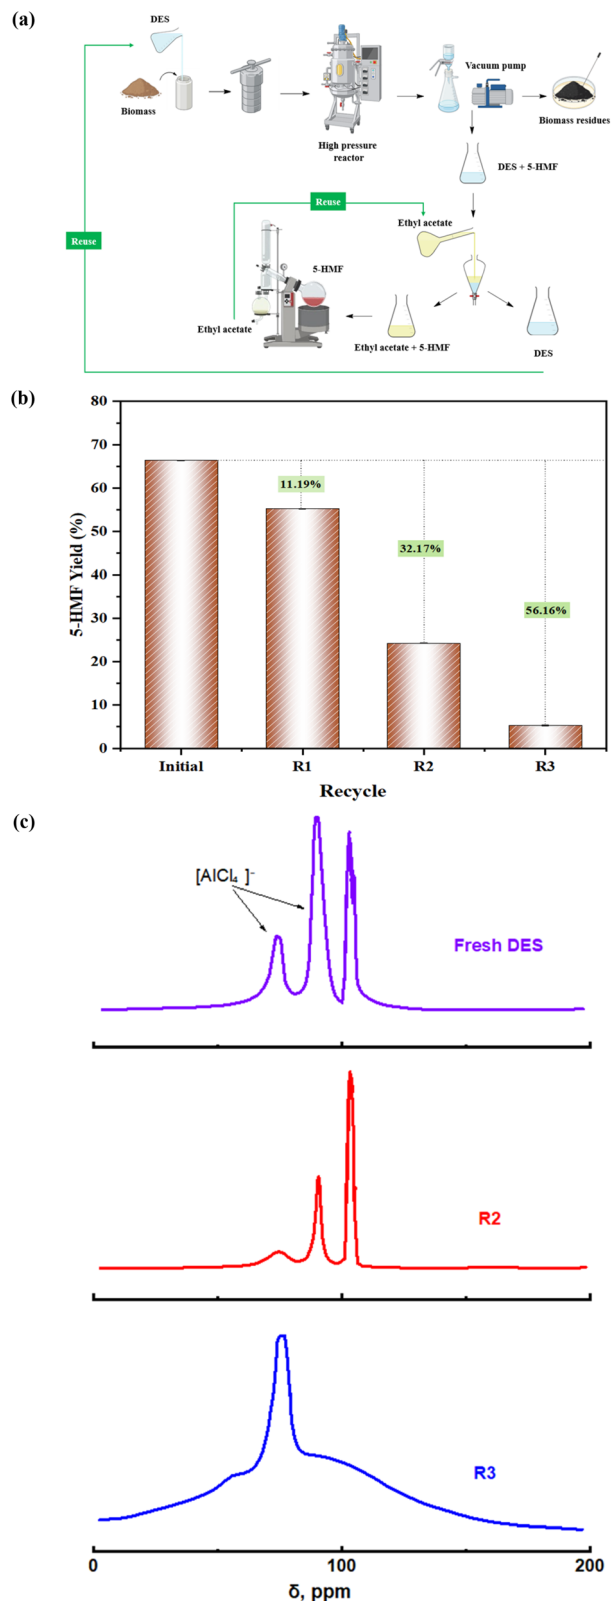 (a)
DES
Biomass
High pressure
reactor
Vacuum pump
Biomass residues
DES + 5-HMF
Reuse
Ethyl acetate
Reuse
5-HMF
Ethyl acetate
Ethyl acetate + 5-HMF
DES
(b)
80
70
60
50
40
30
20
10
0
5-HMF Yield (%)
11.19%
32.17%
56.16%
Initial
R1
R2
R3
Recycle
(c)
[AlCl₄ ]⁻
Fresh DES
R2
R3
0
100
200
δ, ppm